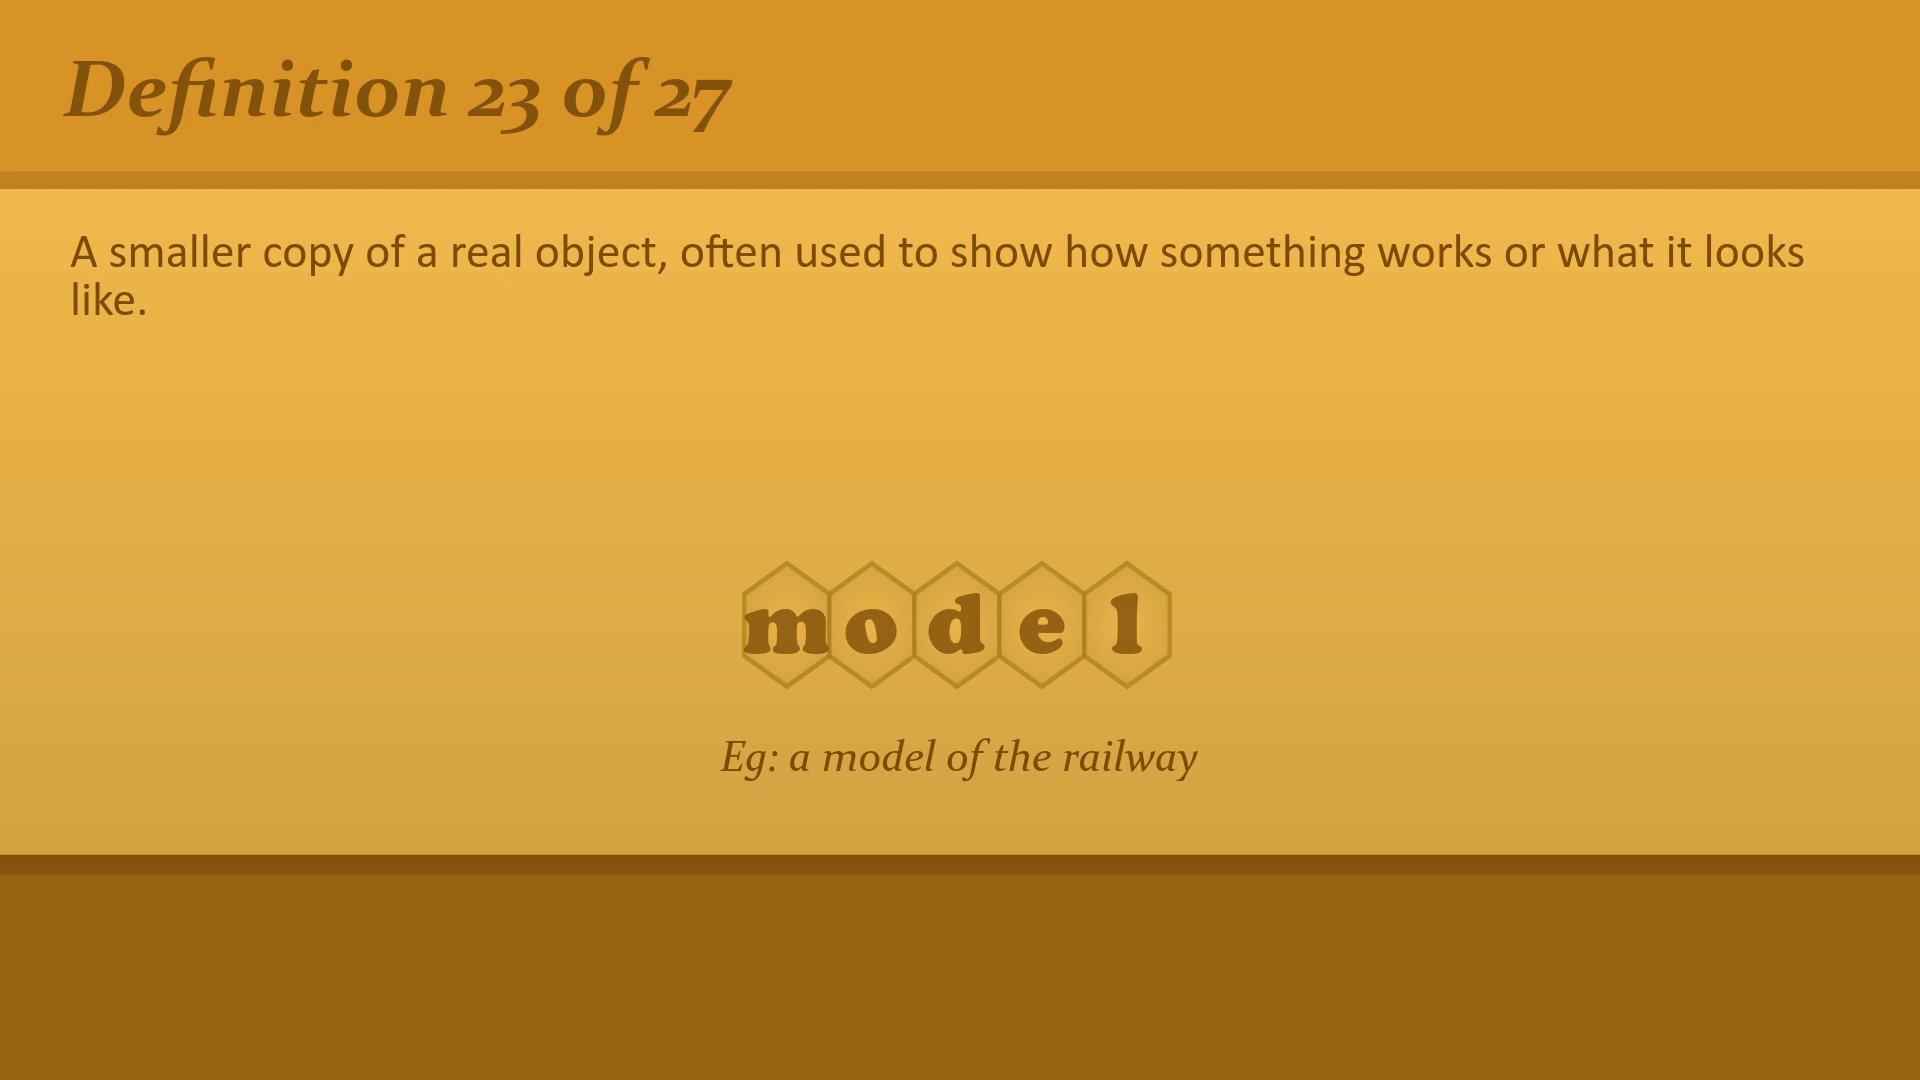 Definition 23 of 27
A smaller copy of a real object, often used to show how something works or what it looks
like.
model
Eg: a model of the railway